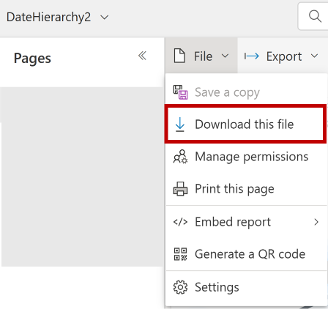 DateHierarchy2
Pages
File
Export
Save a copy
Download this file
Manage permissions
Print this page
Embed report
Generate a QR code
Settings